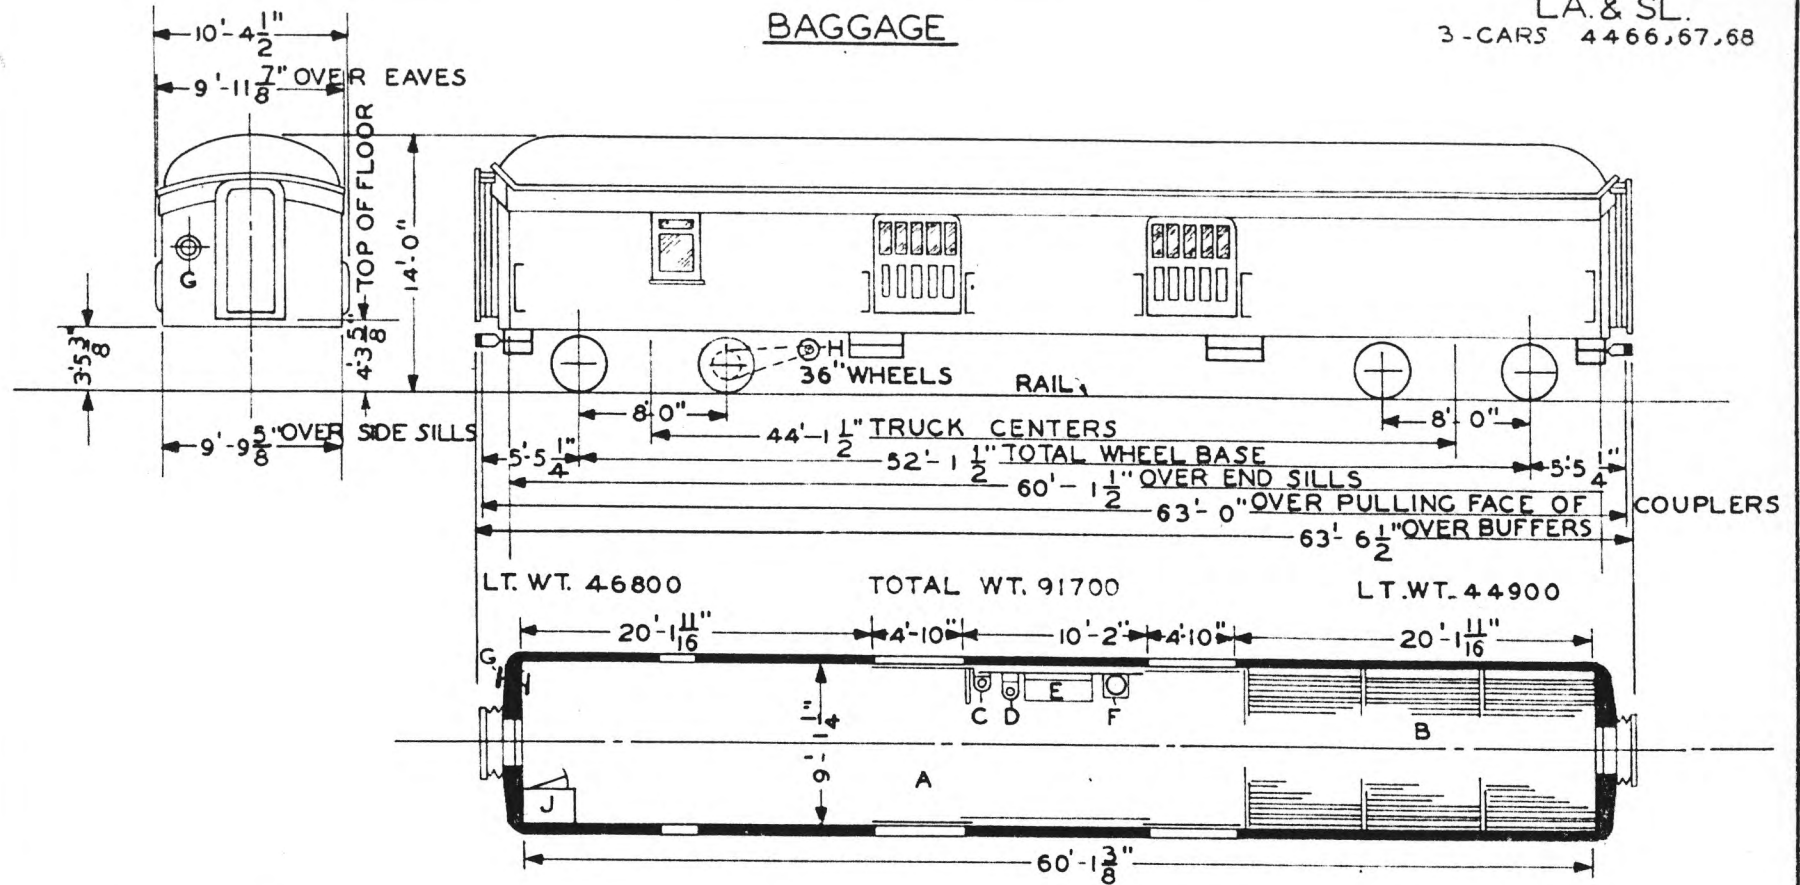 BAGGAGE
L.A. & S.L.
3-CARS 4466,67,68
10'-4 1/2"
9'-11 7/8" OVER EAVES
TOP OF FLOOR
14'-0"
G
3'-5 3/8"
4'-3 5/8"
9'-9 5/8" OVER SIDE SILLS
H
36" WHEELS
RAIL
8'-0"
8'-0"
44'-1 1/2" TRUCK CENTERS
5'-5 1/4"
52'-1 1/2" TOTAL WHEEL BASE
5'-5 1/4"
60'-1 1/2" OVER END SILLS
63'-0" OVER PULLING FACE OF COUPLERS
63'-6 1/2" OVER BUFFERS
LT. WT. 46800
TOTAL WT. 91700
LT. WT. 44900
20'-1 11/16"
4'-10"
10'-2"
4'-10"
20'-1 11/16"
G
C
D
E
F
B
9'-1 1/4"
A
J
60'-1 3/8"